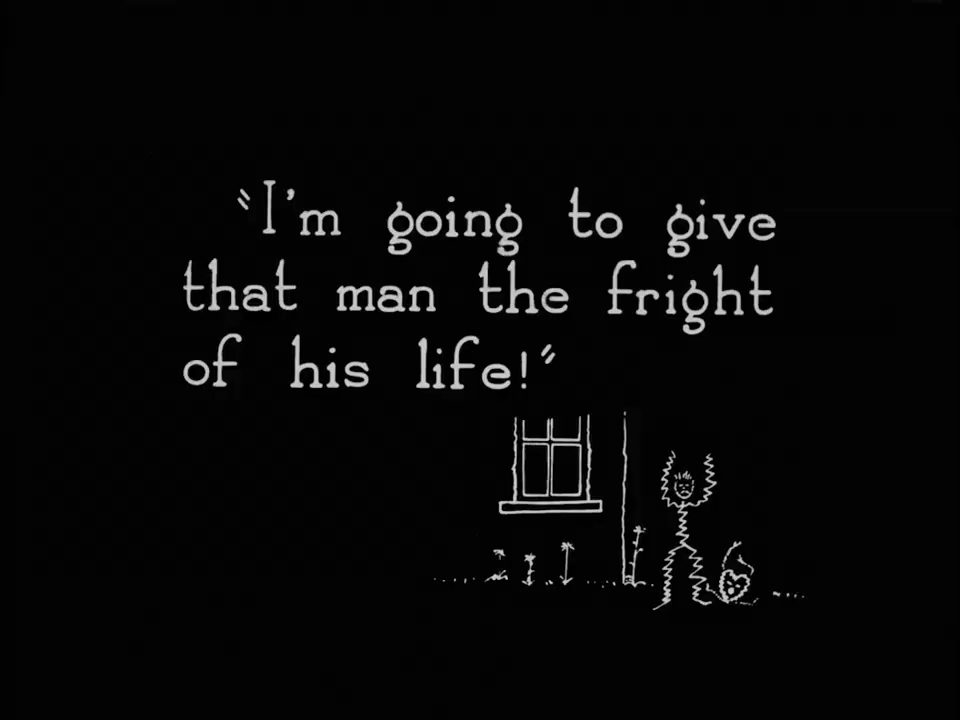 "I'm going to give
that man the fright
of his life!"